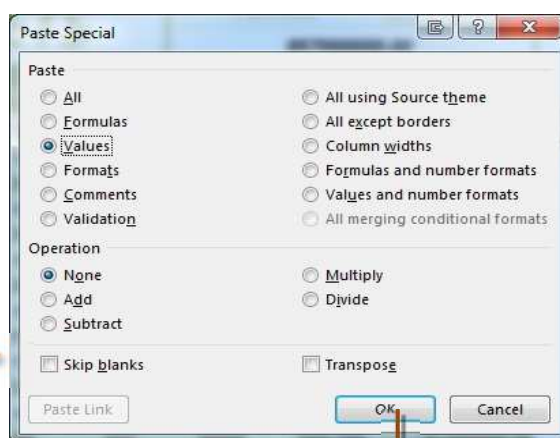 Paste Special
Paste
All
All using Source theme
Formulas
All except borders
Values
Column widths
Formats
Formulas and number formats
Comments
Values and number formats
Validation
All merging conditional formats
Operation
None
Multiply
Add
Divide
Subtract
Skip blanks
Transpose
Paste Link
OK
Cancel